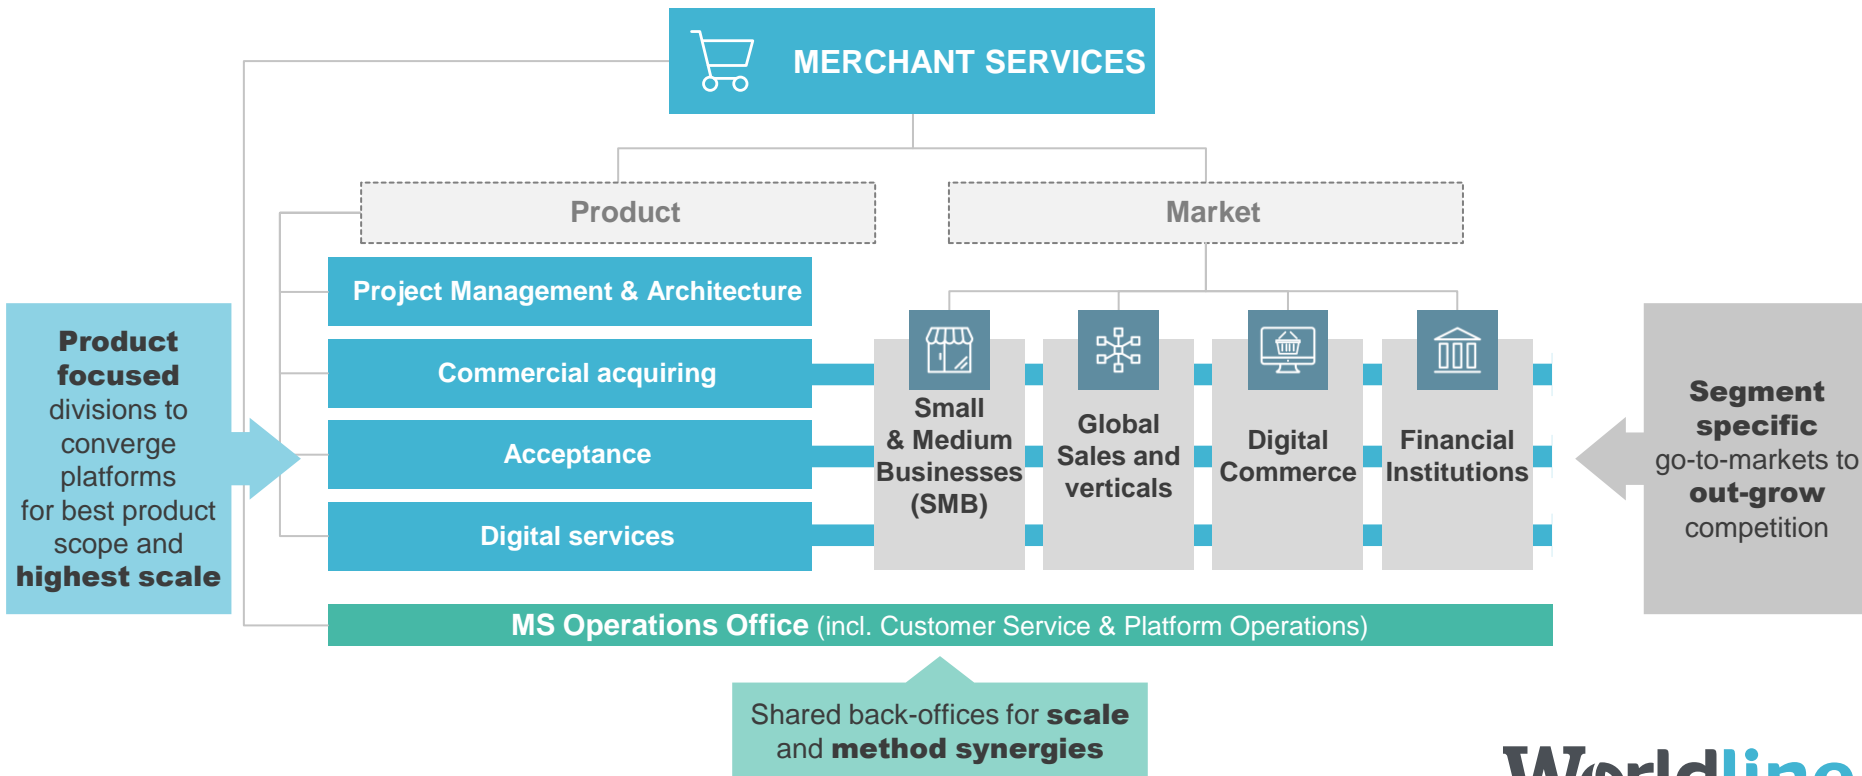 MERCHANT SERVICES
Product
Market
Project Management & Architecture
Commercial acquiring
Acceptance
Digital services
Product
focused
divisions to
converge
platforms
for best product
scope and
highest scale
Small
& Medium
Businesses
(SMB)
Global
Sales and
verticals
Digital
Commerce
Financial
Institutions
Segment
specific
go-to-markets to
out-grow
competition
MS Operations Office (incl. Customer Service & Platform Operations)
Shared back-offices for scale
and method synergies
Worldline